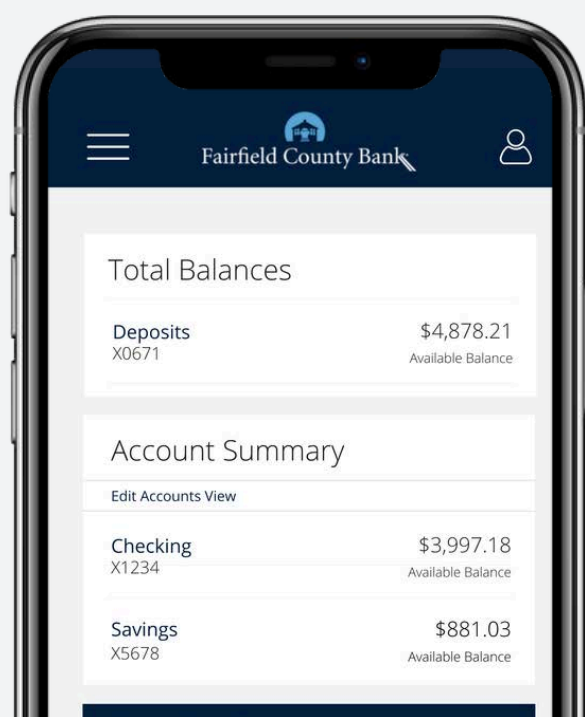 Fairfield County Bank
Total Balances
Deposits $4,878.21
X0671 Available Balance
Account Summary
Edit Accounts View
Checking $3,997.18
X1234 Available Balance
Savings $881.03
X5678 Available Balance